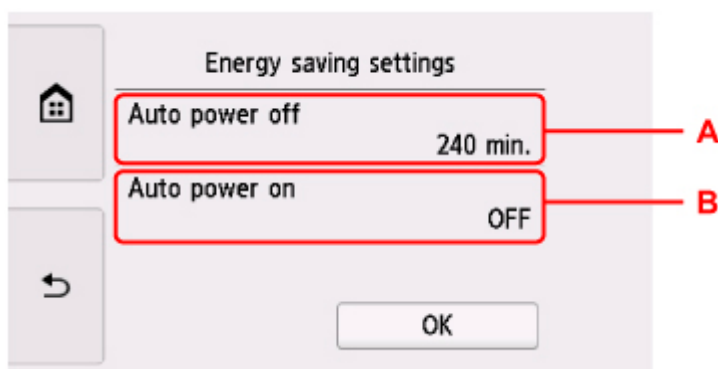 Energy saving settings
Auto power off
240 min.
A
Auto power on
OFF
B
OK